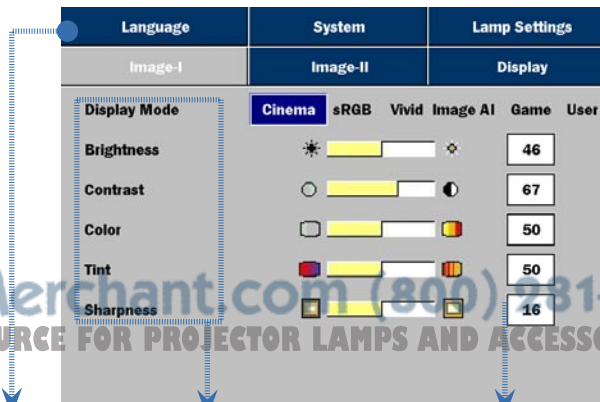 Language System Lamp Settings
Image-I Image-II Display
Display Mode Cinema sRGB Vivid Image AI Game User
Brightness 46
Contrast 67
Color 50
Tint 50
erchant.com (800) 281-
Sharpness 16
URCE FOR PROJECTOR LAMPS AND ACCESSO